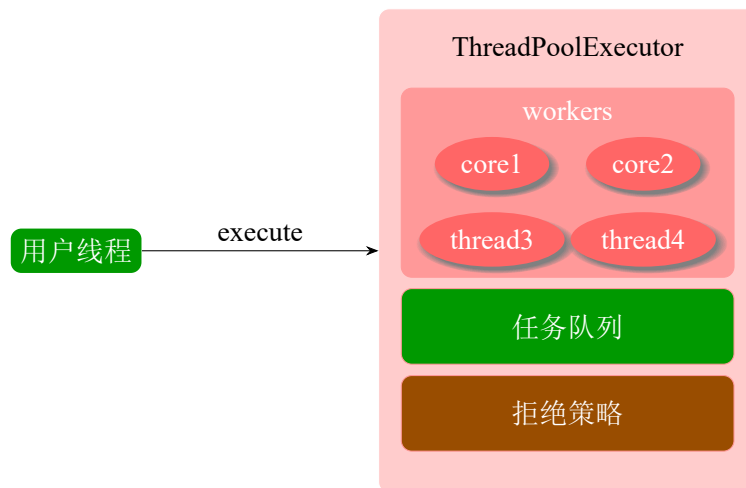 ThreadPoolExecutor
workers
core1 core2
用户线程 execute
thread3 thread4
任务队列
拒绝策略